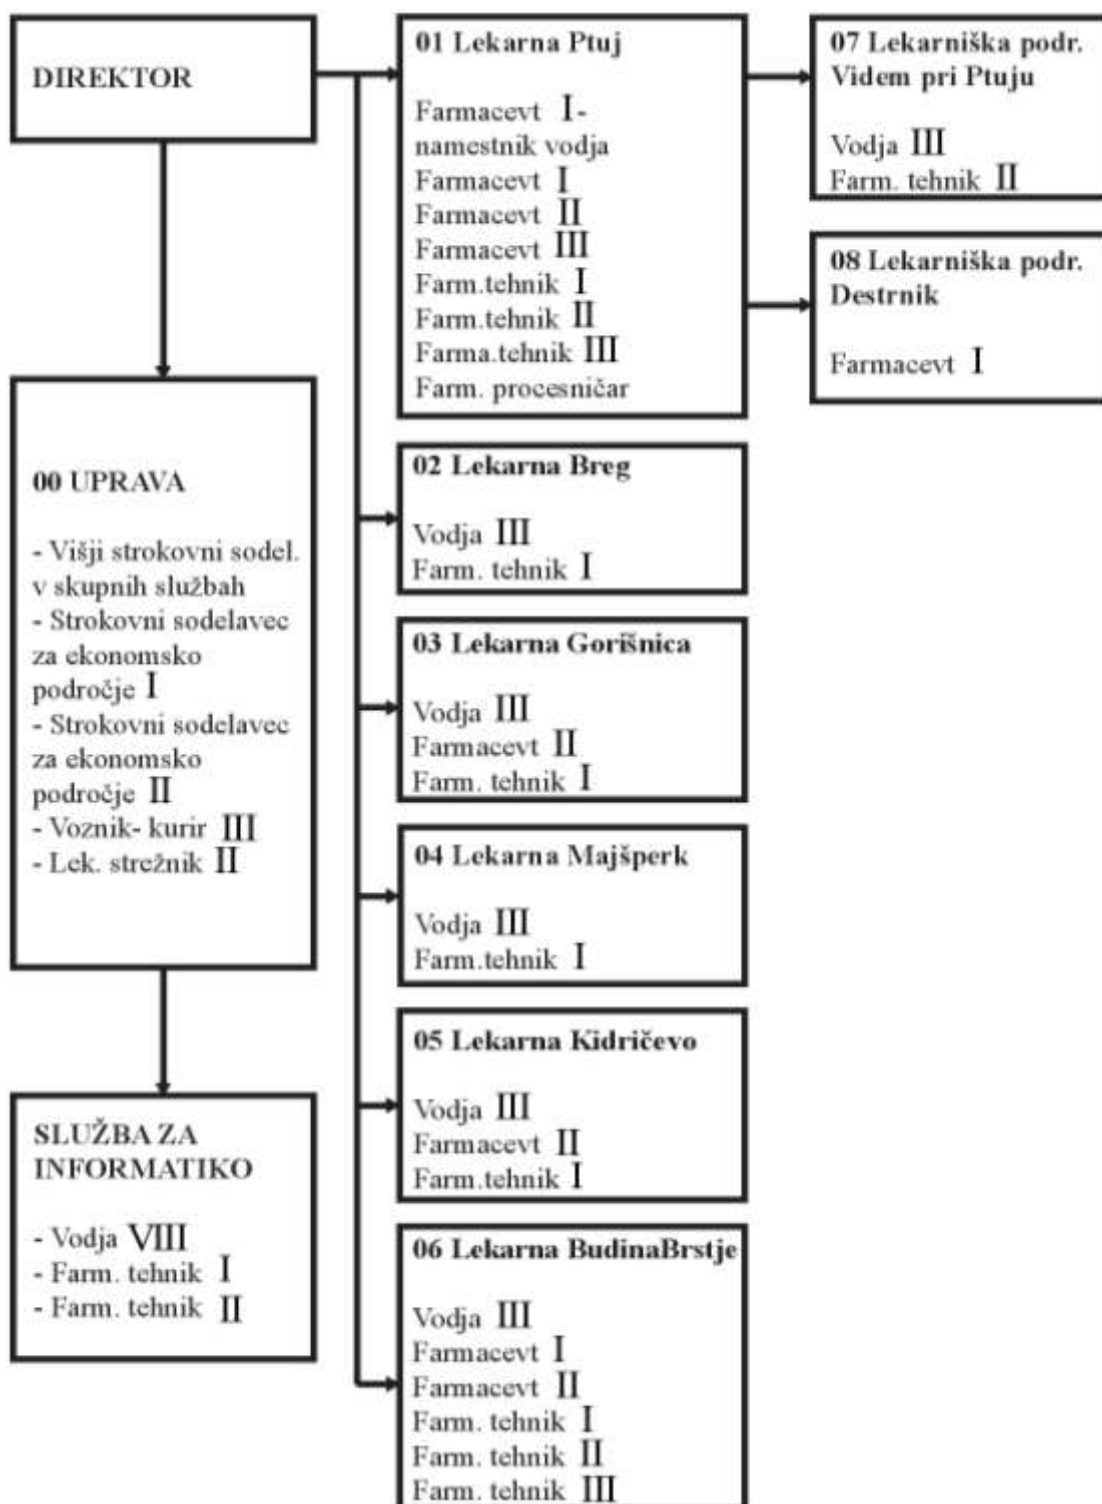 DIREKTOR
00 UPRAVA
- Višji strokovni sodel.
v skupnih službah
- Strokovni sodelavec
za ekonomsko
področje I
- Strokovni sodelavec
za ekonomsko
področje II
- Voznik- kurir III
- Lek. strežnik II
SLUŽBA ZA
INFORMATIKO
- Vodja VIII
- Farm. tehnik I
- Farm. tehnik II
01 Lekarna Ptuj
Farmacevt I-
namestnik vodja
Farmacevt I
Farmacevt II
Farmacevt III
Farm.tehnik I
Farm.tehnik II
Farma.tehnik III
Farm. procesničar
02 Lekarna Breg
Vodja III
Farm. tehnik I
03 Lekarna Gorišnica
Vodja III
Farmacevt II
Farm. tehnik I
04 Lekarna Majšperk
Vodja III
Farm.tehnik I
05 Lekarna Kidričevo
Vodja III
Farmacevt II
Farm.tehnik I
06 Lekarna BudinaBrstje
Vodja III
Farmacevt I
Farmacevt II
Farm. tehnik I
Farm. tehnik II
Farm. tehnik III
07 Lekarniška podr.
Videm pri Ptuju
Vodja III
Farm. tehnik II
08 Lekarniška podr.
Destrnik
Farmacevt I